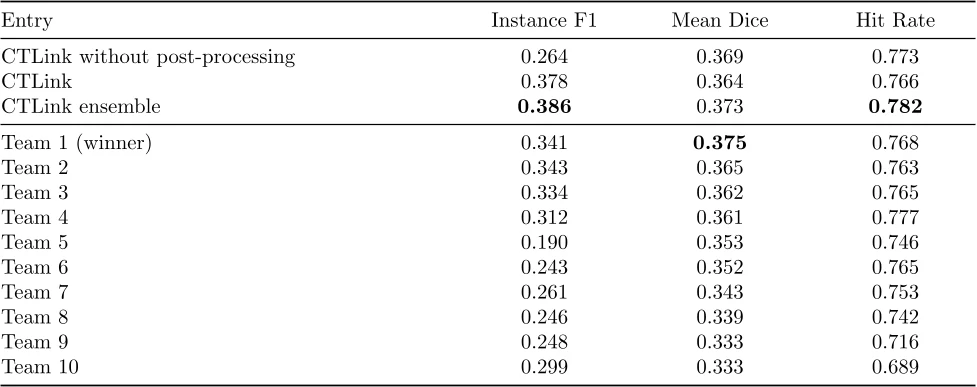 Entry Instance F1 Mean Dice Hit Rate
CTLink without post-processing 0.264 0.369 0.773
CTLink 0.378 0.364 0.766
CTLink ensemble 0.386 0.373 0.782
Team 1 (winner) 0.341 0.375 0.768
Team 2 0.343 0.365 0.763
Team 3 0.334 0.362 0.765
Team 4 0.312 0.361 0.777
Team 5 0.190 0.353 0.746
Team 6 0.243 0.352 0.765
Team 7 0.261 0.343 0.753
Team 8 0.246 0.339 0.742
Team 9 0.248 0.333 0.716
Team 10 0.299 0.333 0.689